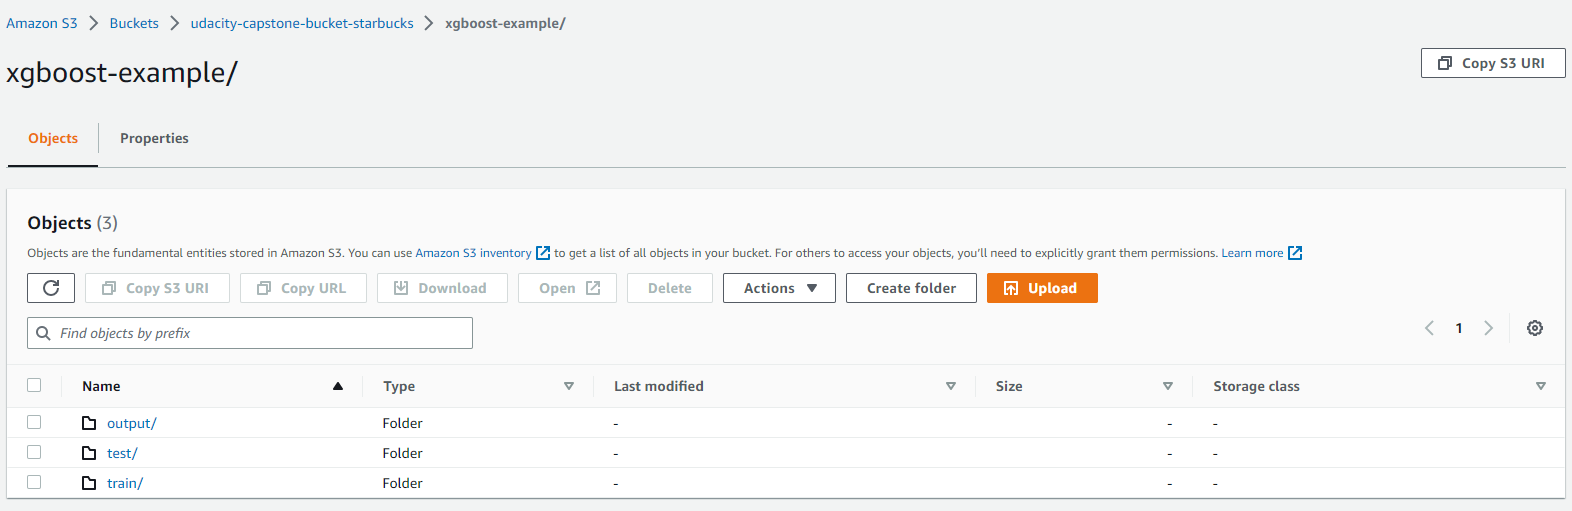 Amazon S3 > Buckets > udacity-capstone-bucket-starbucks > xgboost-example/
xgboost-example/
Copy S3 URI
Objects Properties
Objects (3)
Objects are the fundamental entities stored in Amazon S3. You can use Amazon S3 inventory to get a list of all objects in your bucket. For others to access your objects, you'll need to explicitly grant them permissions. Learn more
Copy S3 URI Copy URL Download Open Delete Actions Create folder Upload
Find objects by prefix
1
Name Type Last modified Size Storage class
output/ Folder - - -
test/ Folder - - -
train/ Folder - - -